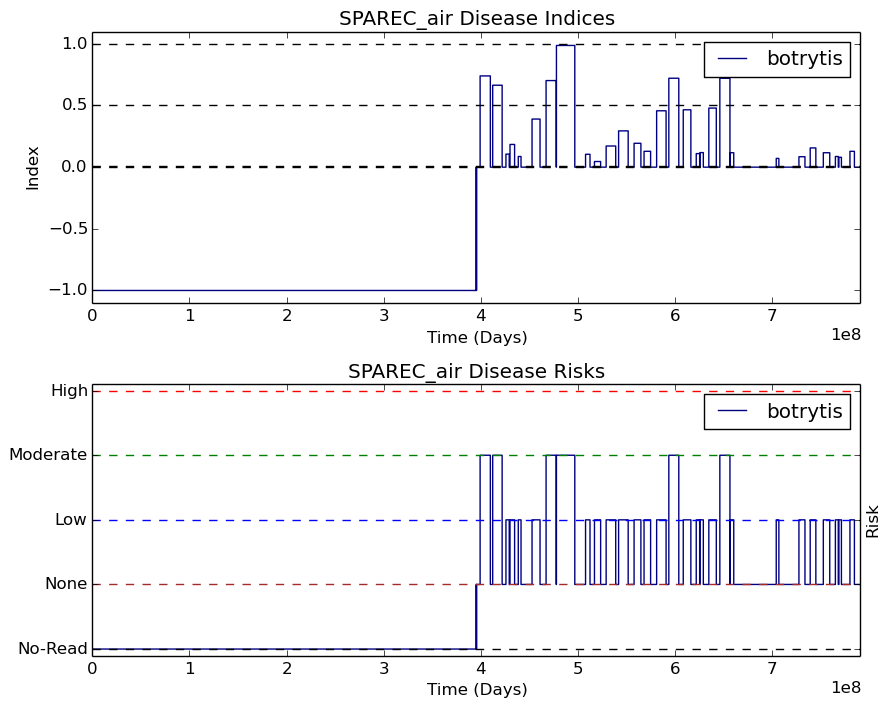 SPAREC_air Disease Indices
botrytis
1.0
0.5
0.0
−0.5
−1.0
Index
0 1 2 3 4 5 6 7
1e8
Time (Days)
SPAREC_air Disease Risks
botrytis
High
Moderate
Low
None
No-Read
Risk
0 1 2 3 4 5 6 7
1e8
Time (Days)